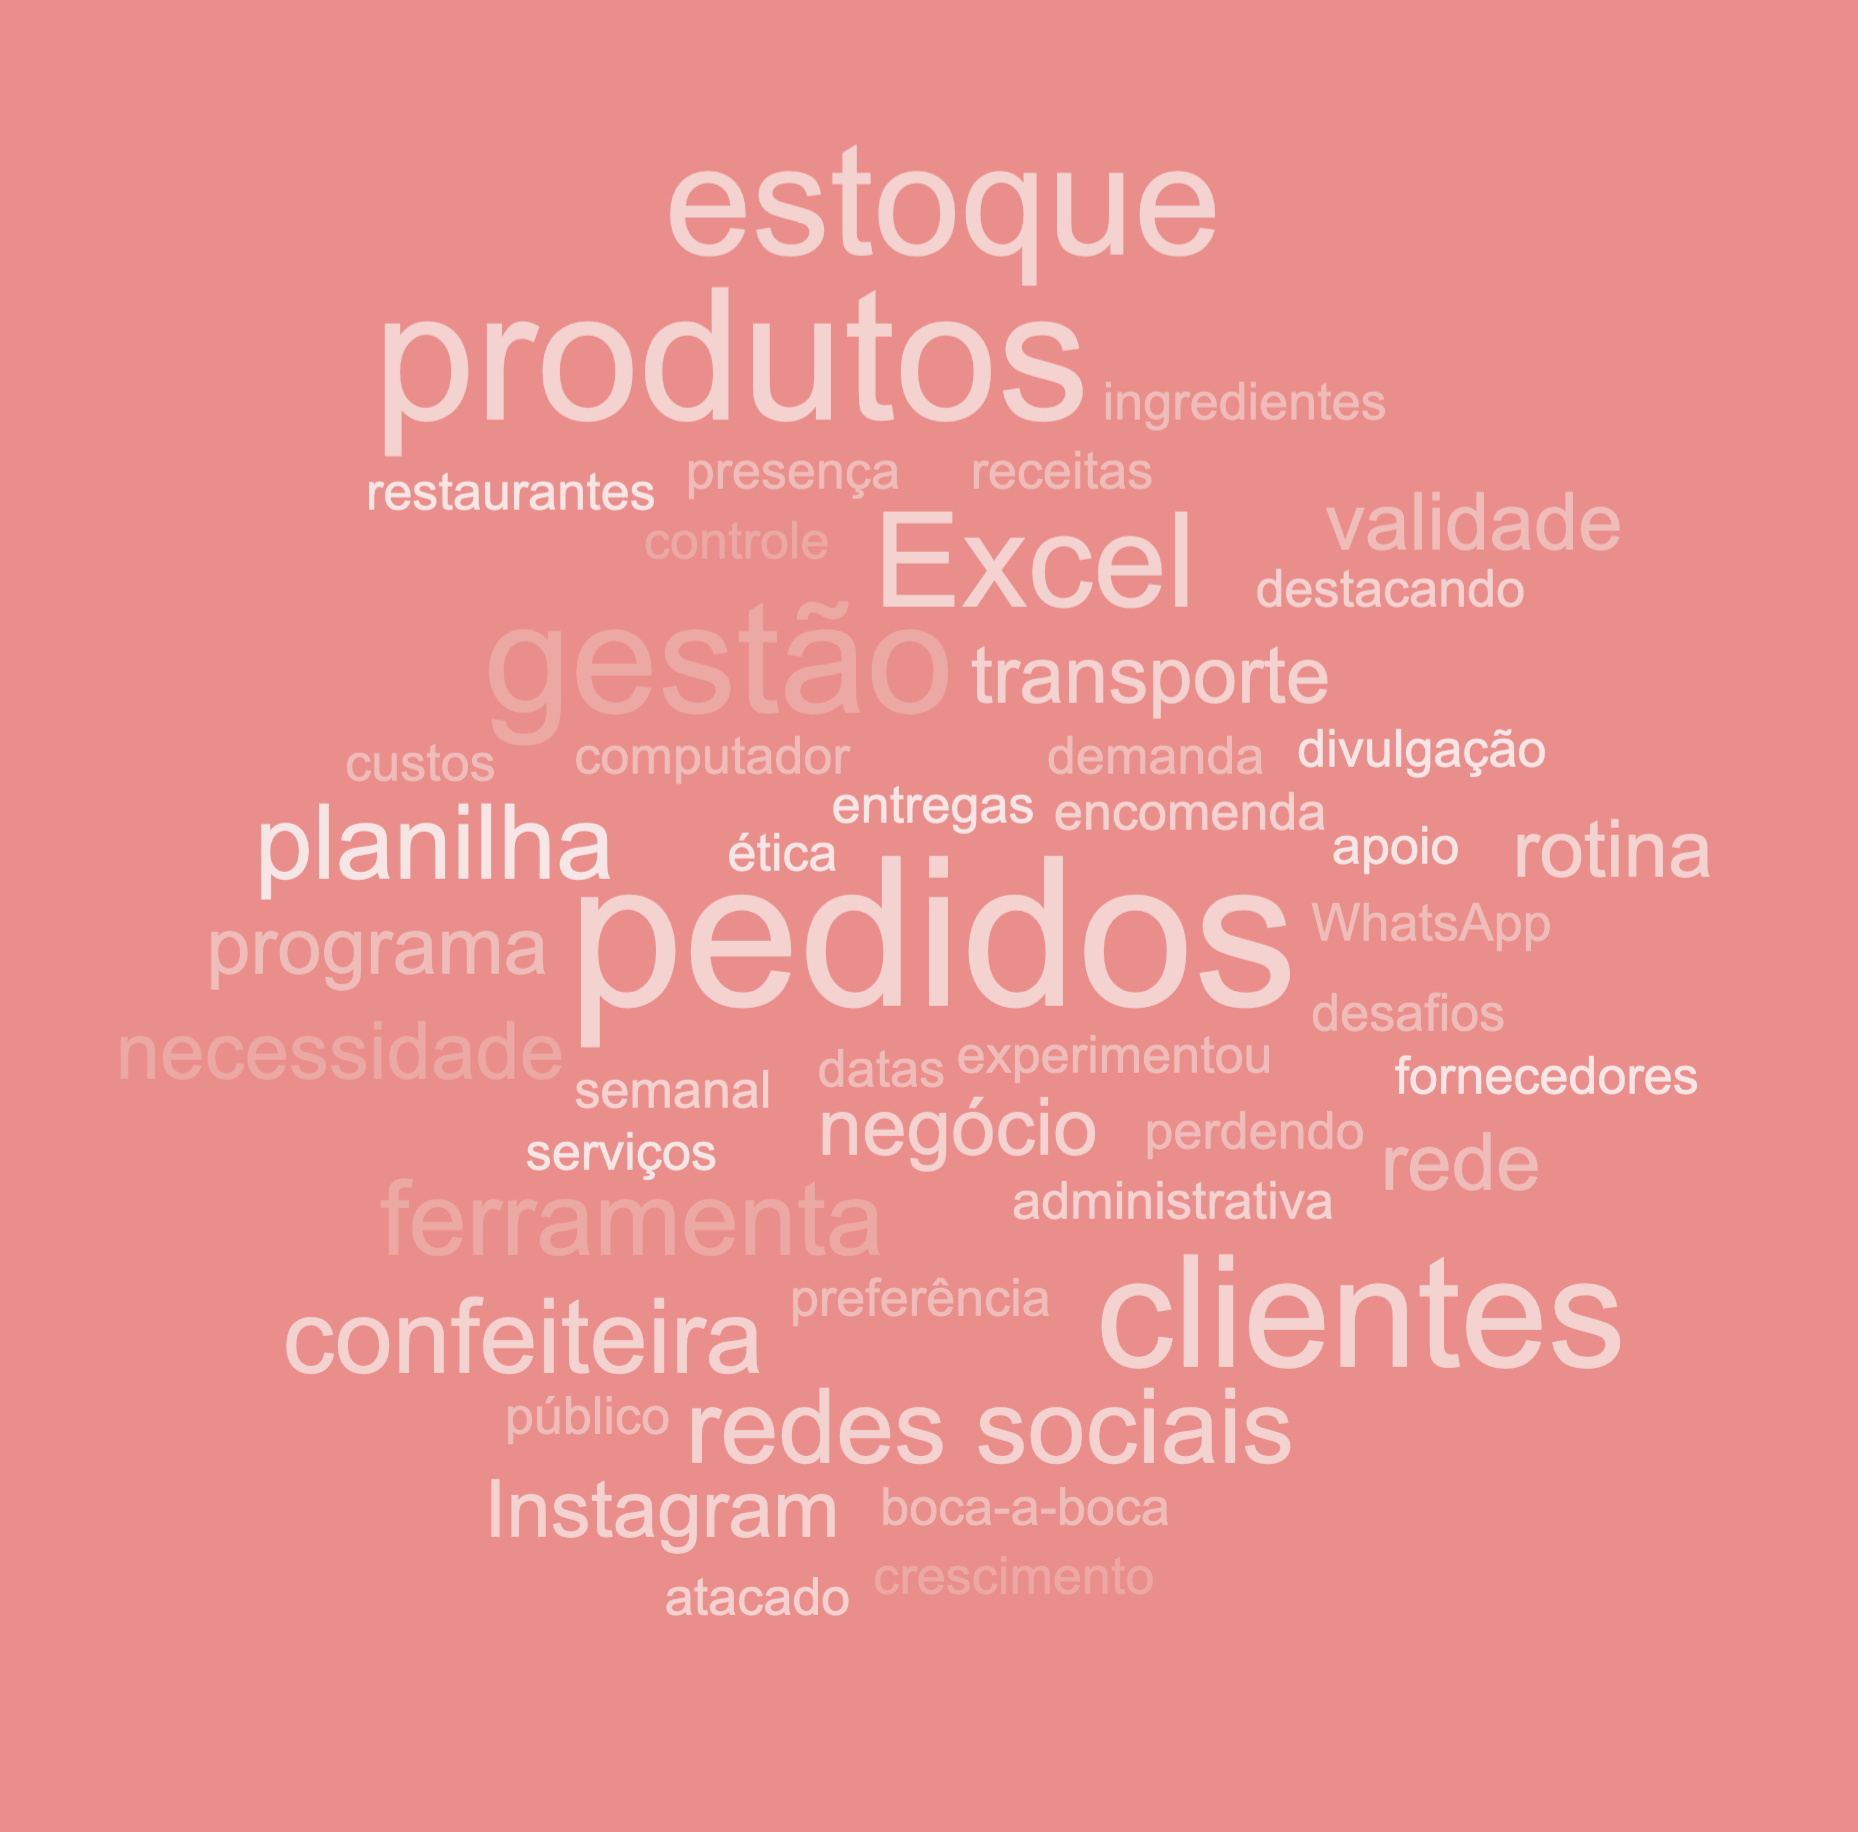 estoque
produtos ingredientes
restaurantes presença receitas
controle Excel validade
destacando
gestão transporte
custos computador demanda divulgação
entregas encomenda
planilha ética apoio rotina
programa pedidos WhatsApp
desafios
necessidade datas experimentou
semanal fornecedores
serviços negócio perdendo rede
ferramenta administrativa
confeiteira preferência clientes
público redes sociais
Instagram boca-a-boca
atacado crescimento